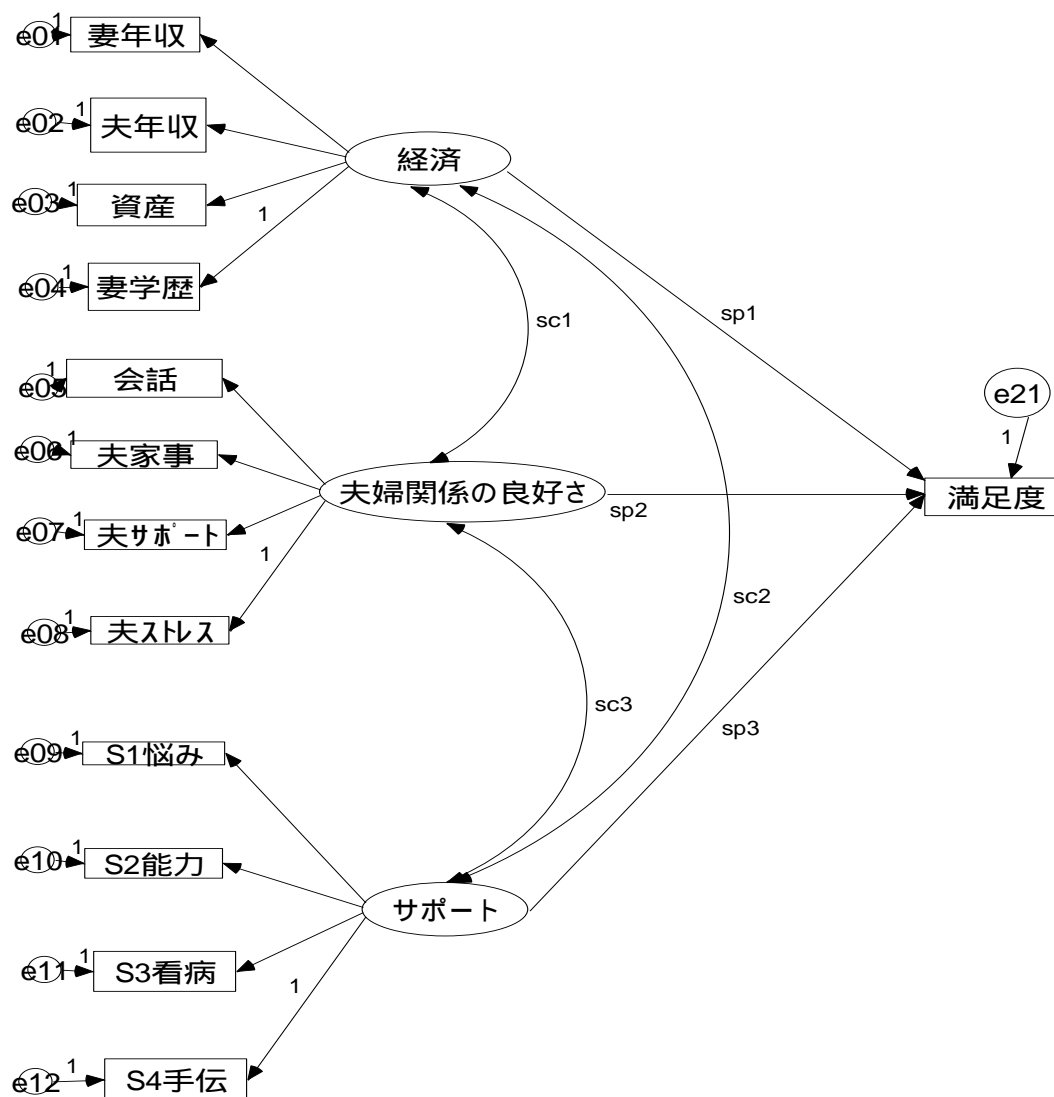 e01 1 妻年収
e02 1 夫年収
経済
e03 1 資産
1
e04 1 妻学歴
sc1
sp1
e05 1 会話
e21
1
e06 1 夫家事
夫婦関係の良好さ
sp2
満足度
e07 1 夫ｻﾎﾟｰﾄ
1
sc2
e08 1 夫ｽﾄﾚｽ
sc3
sp3
e09 1 S1悩み
e10 1 S2能力
サポート
e11 1 S3看病
1
e12 1 S4手伝